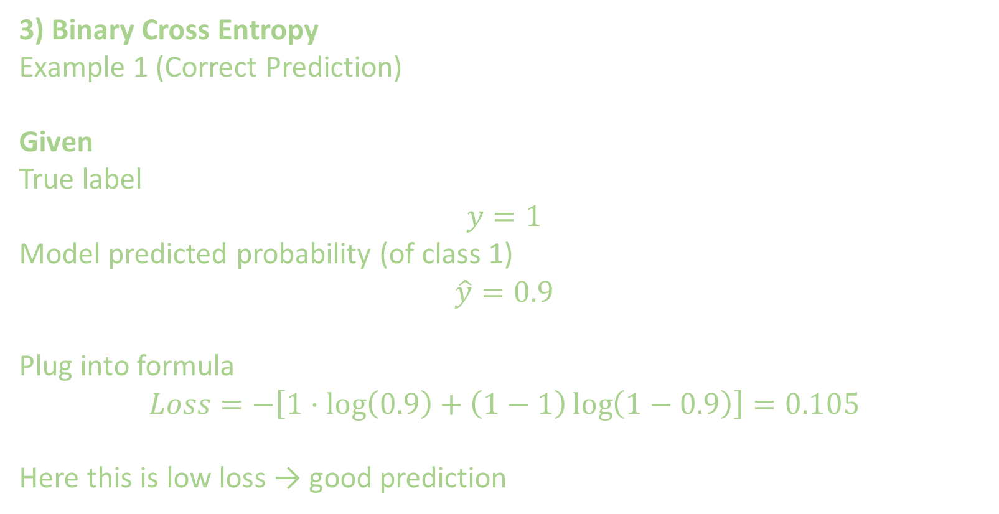 3) Binary Cross Entropy
Example 1 (Correct Prediction)
Given
True label
𝑦 = 1
Model predicted probability (of class 1)
ŷ = 0.9
Plug into formula
𝐿𝑜𝑠𝑠 = −[1 · log(0.9) + (1 − 1) log(1 − 0.9)] = 0.105
Here this is low loss → good prediction